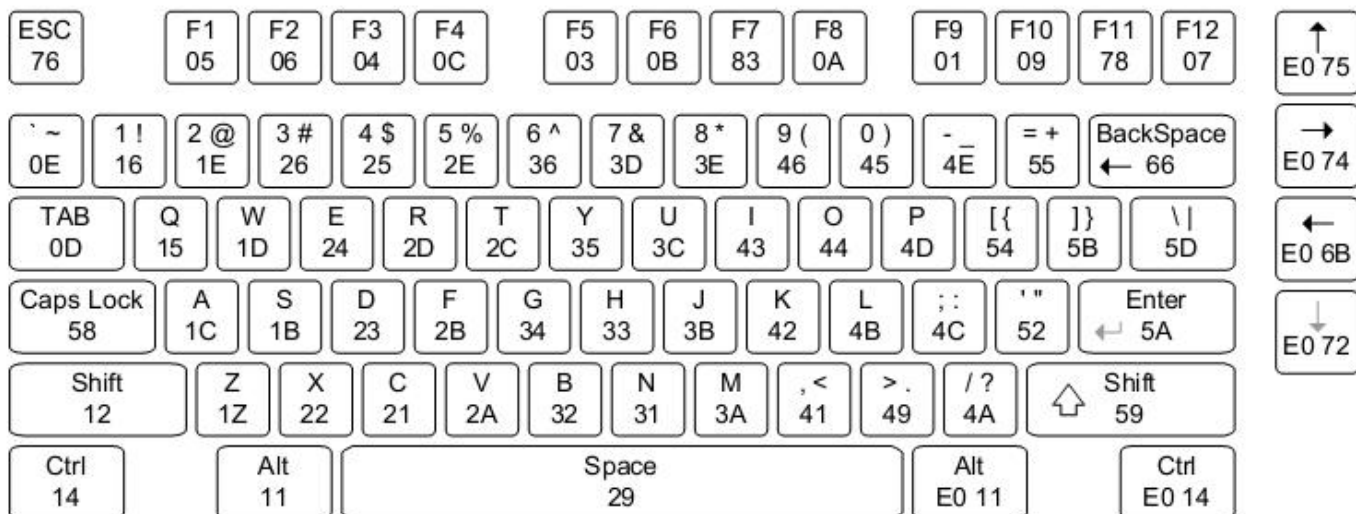 ESC F1 F2 F3 F4 F5 F6 F7 F8 F9 F10 F11 F12 ↑
76 05 06 04 0C 03 0B 83 0A 01 09 78 07 E0 75
` ~ 1 ! 2 @ 3 # 4 $ 5 % 6 ^ 7 & 8 * 9 ( 0 ) - _ = + BackSpace →
0E 16 1E 26 25 2E 36 3D 3E 46 45 4E 55 ← 66 E0 74
TAB Q W E R T Y U I O P [ { ] } \ | ←
0D 15 1D 24 2D 2C 35 3C 43 44 4D 54 5B 5D E0 6B
Caps Lock A S D F G H J K L ; : ' " Enter ↓
58 1C 1B 23 2B 34 33 3B 42 4B 4C 52 ↵ 5A E0 72
Shift Z X C V B N M , < > . / ? ⇧ Shift
12 1Z 22 21 2A 32 31 3A 41 49 4A 59
Ctrl Alt Space Alt Ctrl
14 11 29 E0 11 E0 14